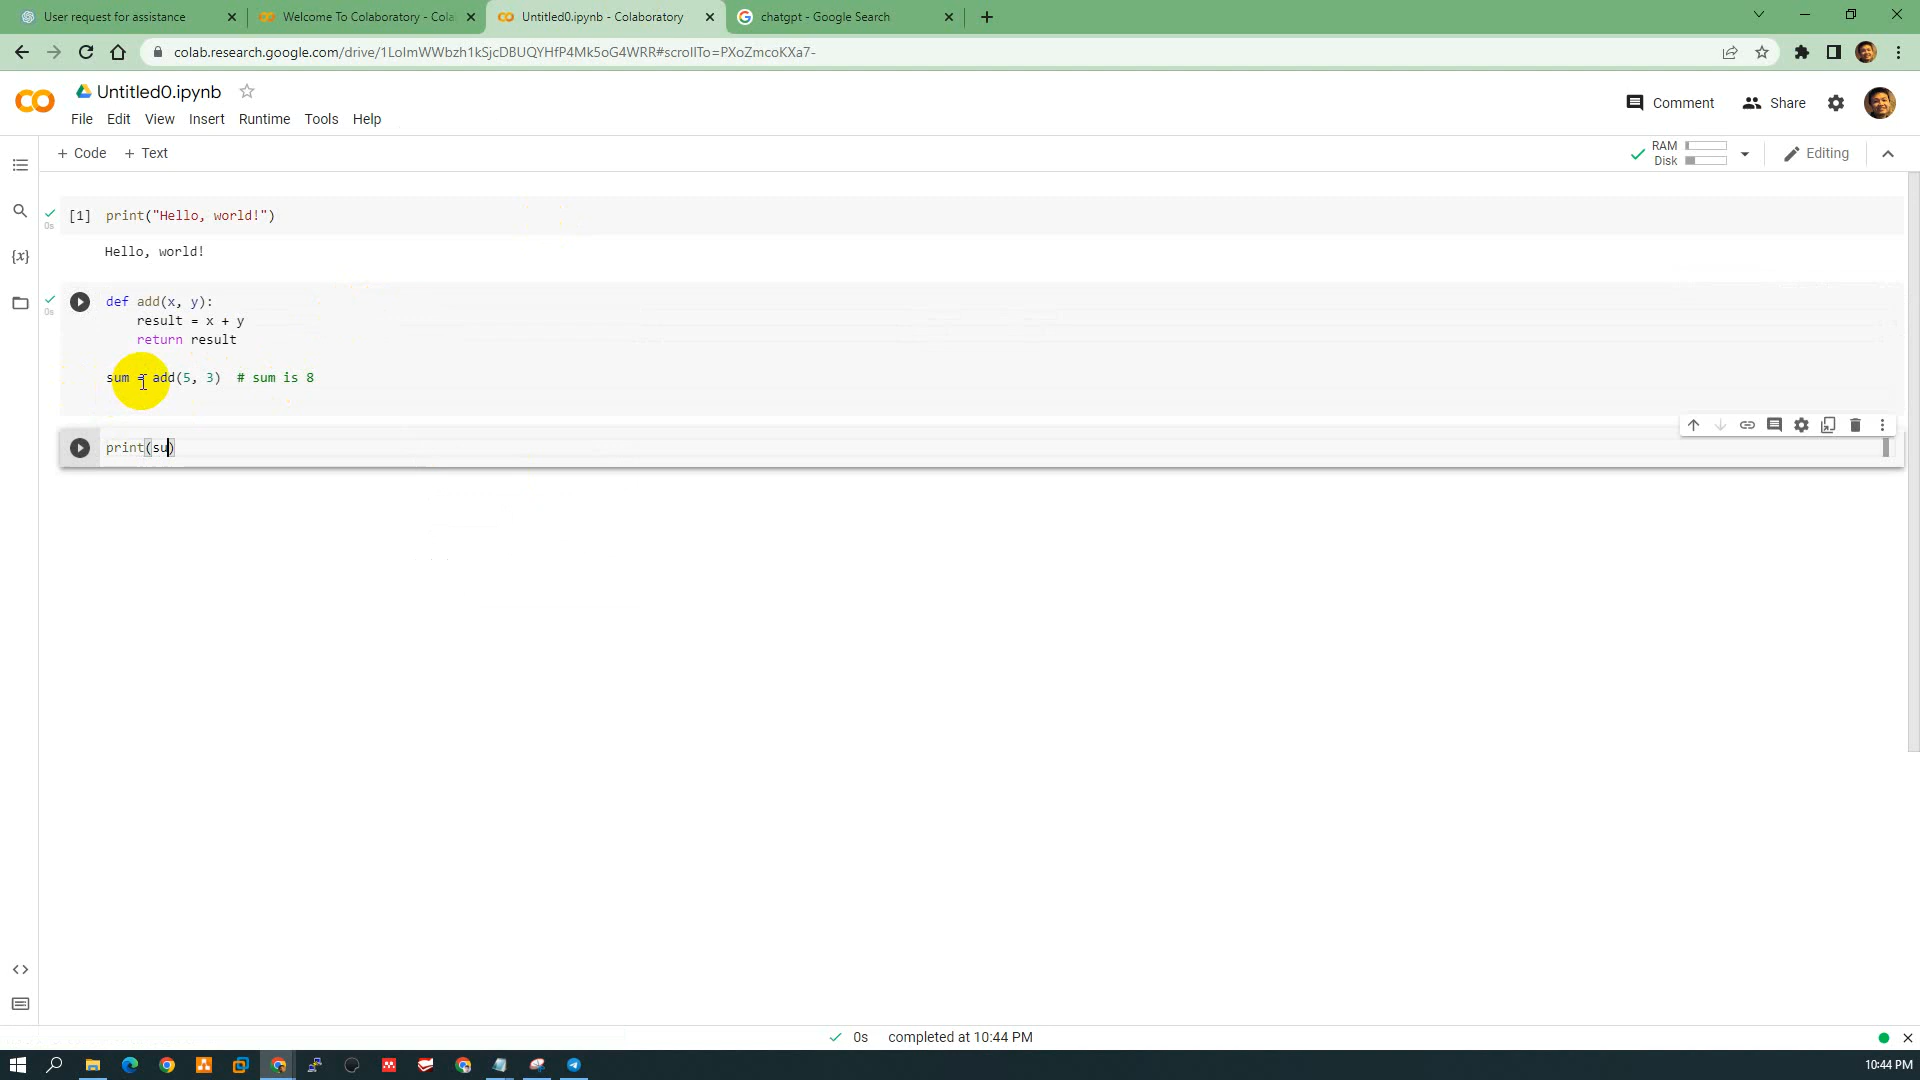 User request for assistance
Welcome To Colaboratory - Cola
Untitled0.ipynb - Colaboratory
chatgpt - Google Search
colab.research.google.com/drive/1LoImWWbzh1kSjcDBUQYHfP4Mk5oG4WRR#scrollTo=PXoZmcoKXa7-
Untitled0.ipynb
Comment
Share
File Edit View Insert Runtime Tools Help
+ Code + Text
RAM
Disk
Editing
[1] print("Hello, world!")
0s
Hello, world!
{x}
def add(x, y):
0s
result = x + y
return result
sum = add(5, 3) # sum is 8
print(su)
0s completed at 10:44 PM
10:44 PM